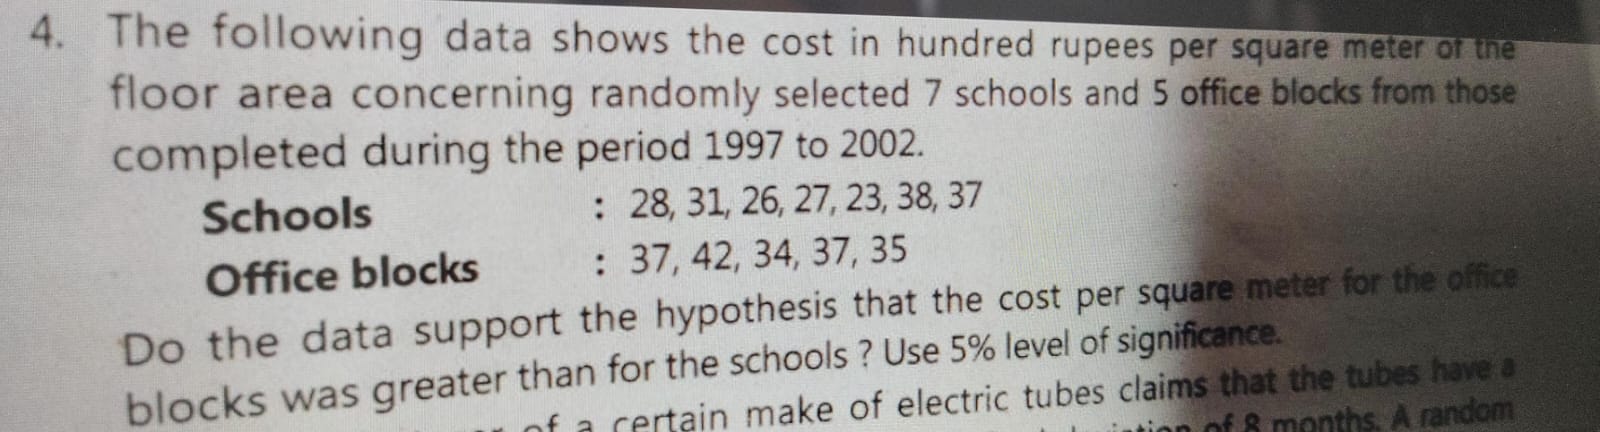 4. The following data shows the cost in hundred rupees per square meter of the
floor area concerning randomly selected 7 schools and 5 office blocks from those
completed during the period 1997 to 2002.
Schools : 28, 31, 26, 27, 23, 38, 37
Office blocks : 37, 42, 34, 37, 35
Do the data support the hypothesis that the cost per square meter for the office
blocks was greater than for the schools ? Use 5% level of significance.
of a certain make of electric tubes claims that the tubes have a
of 8 months. A random